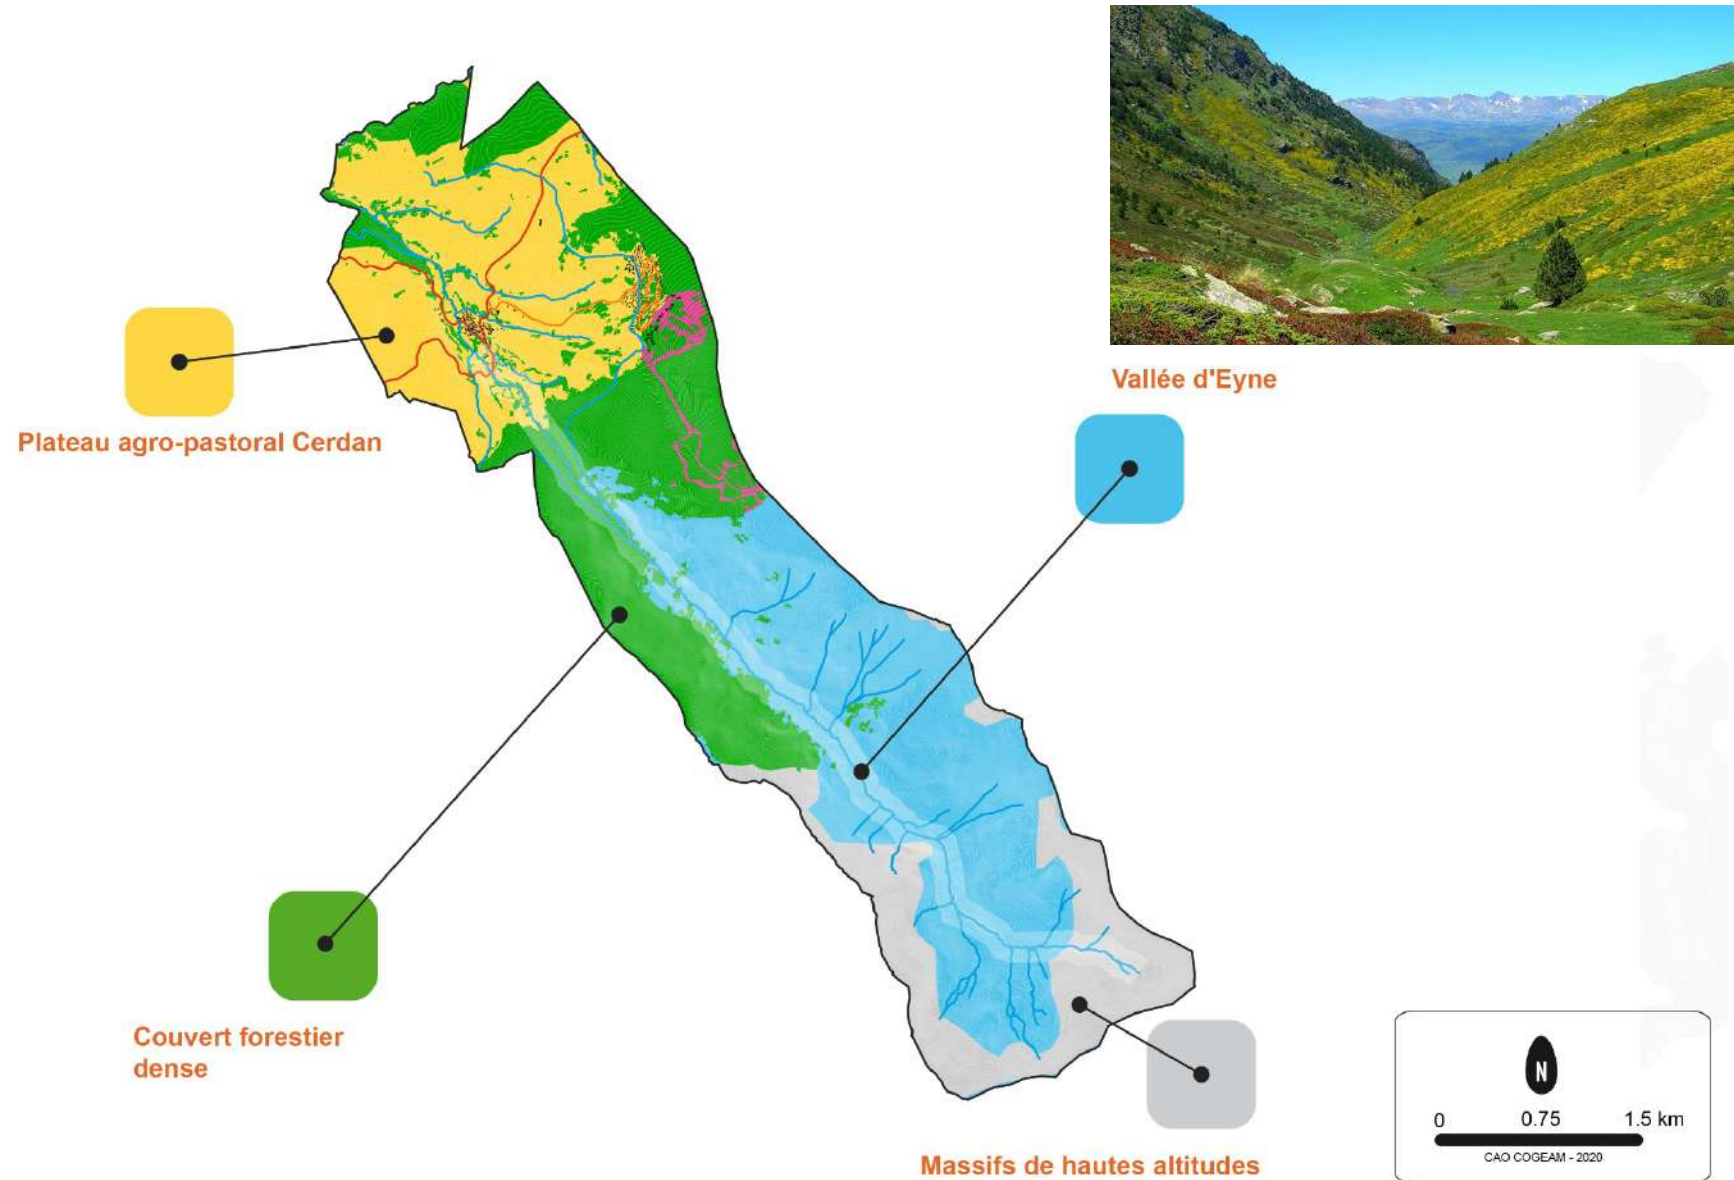 Vallée d'Eyne
Plateau agro-pastoral Cerdan
Couvert forestier
dense
Massifs de hautes altitudes
N
0 0.75 1.5 km
CAO COGEAM - 2020